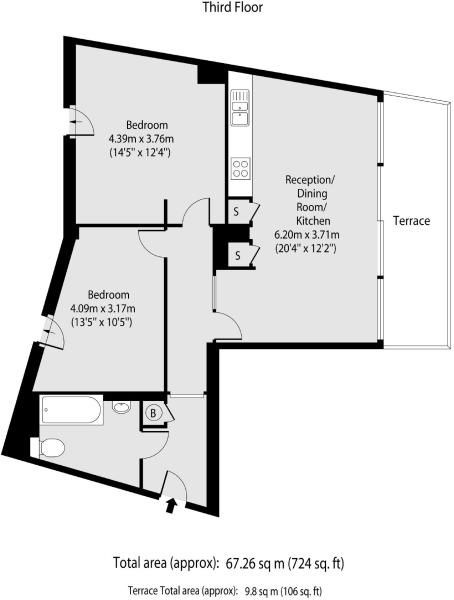 Third Floor
Bedroom
4.39m x 3.76m
(14'5" x 12'4")
Reception/
Dining
Room/
Kitchen
6.20m x 3.71m
(20'4" x 12'2")
Terrace
S
S
Bedroom
4.09m x 3.17m
(13'5" x 10'5")
B
Total area (approx): 67.26 sq m (724 sq. ft)
Terrace Total area (approx): 9.8 sq m (106 sq. ft)